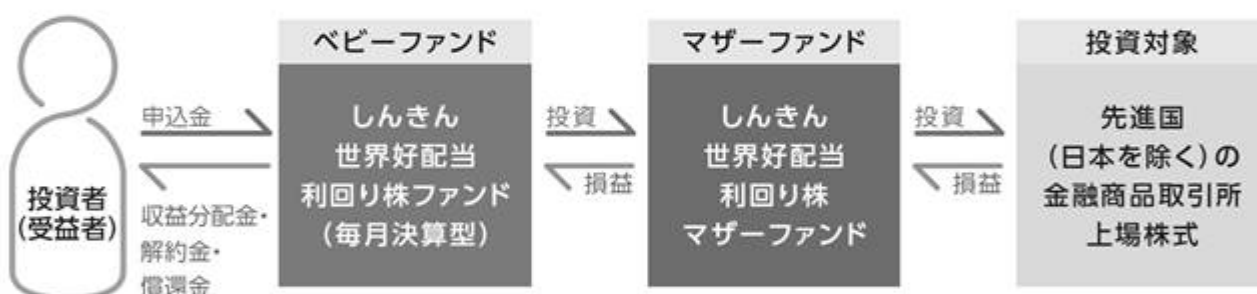 投資者
(受益者)
申込金
収益分配金・
解約金・
償還金
ベビーファンド
しんきん
世界好配当
利回り株ファンド
(毎月決算型)
投資
損益
マザーファンド
しんきん
世界好配当
利回り株
マザーファンド
投資
損益
投資対象
先進国
(日本を除く)の
金融商品取引所
上場株式